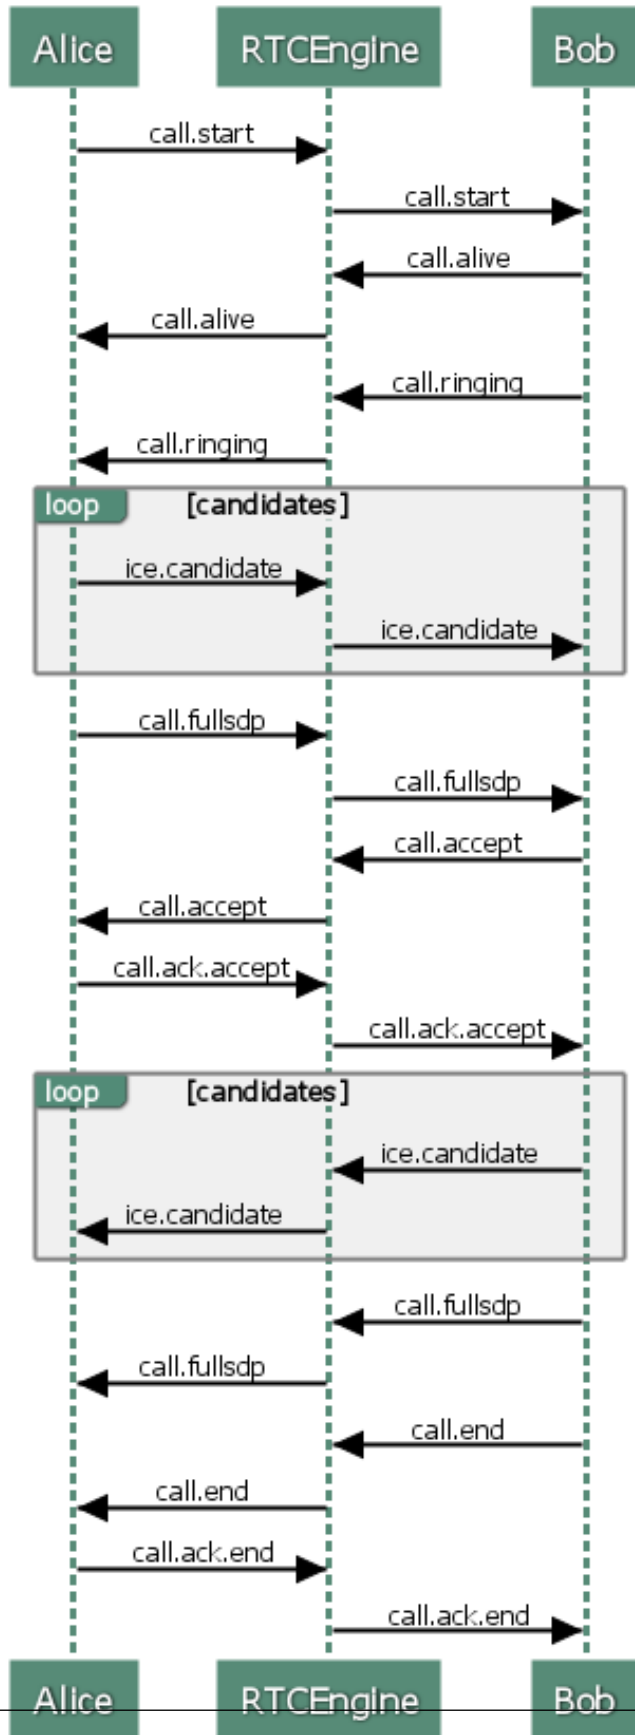 Alice RTCEngine Bob
call.start
call.start
call.alive
call.alive
call.ringing
call.ringing
loop [candidates]
ice.candidate
ice.candidate
call.fullsdp
call.fullsdp
call.accept
call.accept
call.ack.accept
call.ack.accept
loop [candidates]
ice.candidate
ice.candidate
call.fullsdp
call.fullsdp
call.end
call.end
call.ack.end
call.ack.end
Alice RTCEngine Bob